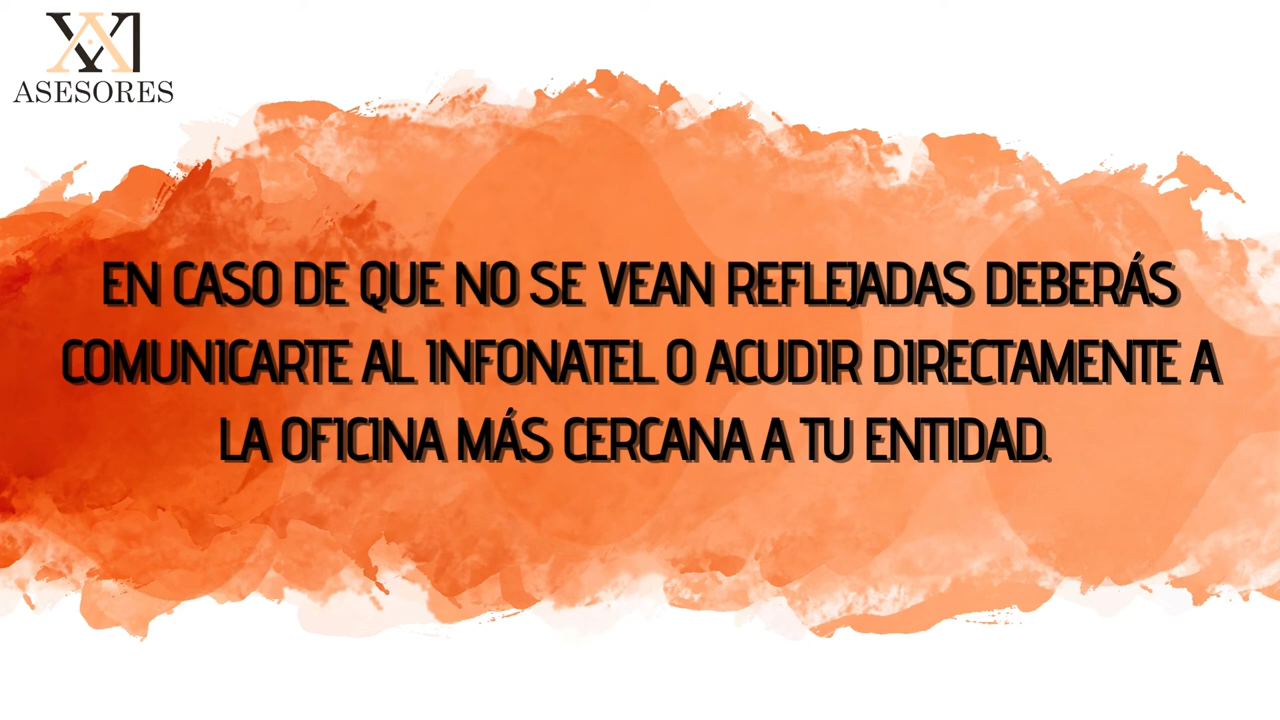 ASESORES
EN CASO DE QUE NO SE VEAN REFLEJADAS DEBERÁS
COMUNICARTE AL INFONATEL O ACUDIR DIRECTAMENTE A
LA OFICINA MÁS CERCANA A TU ENTIDAD.